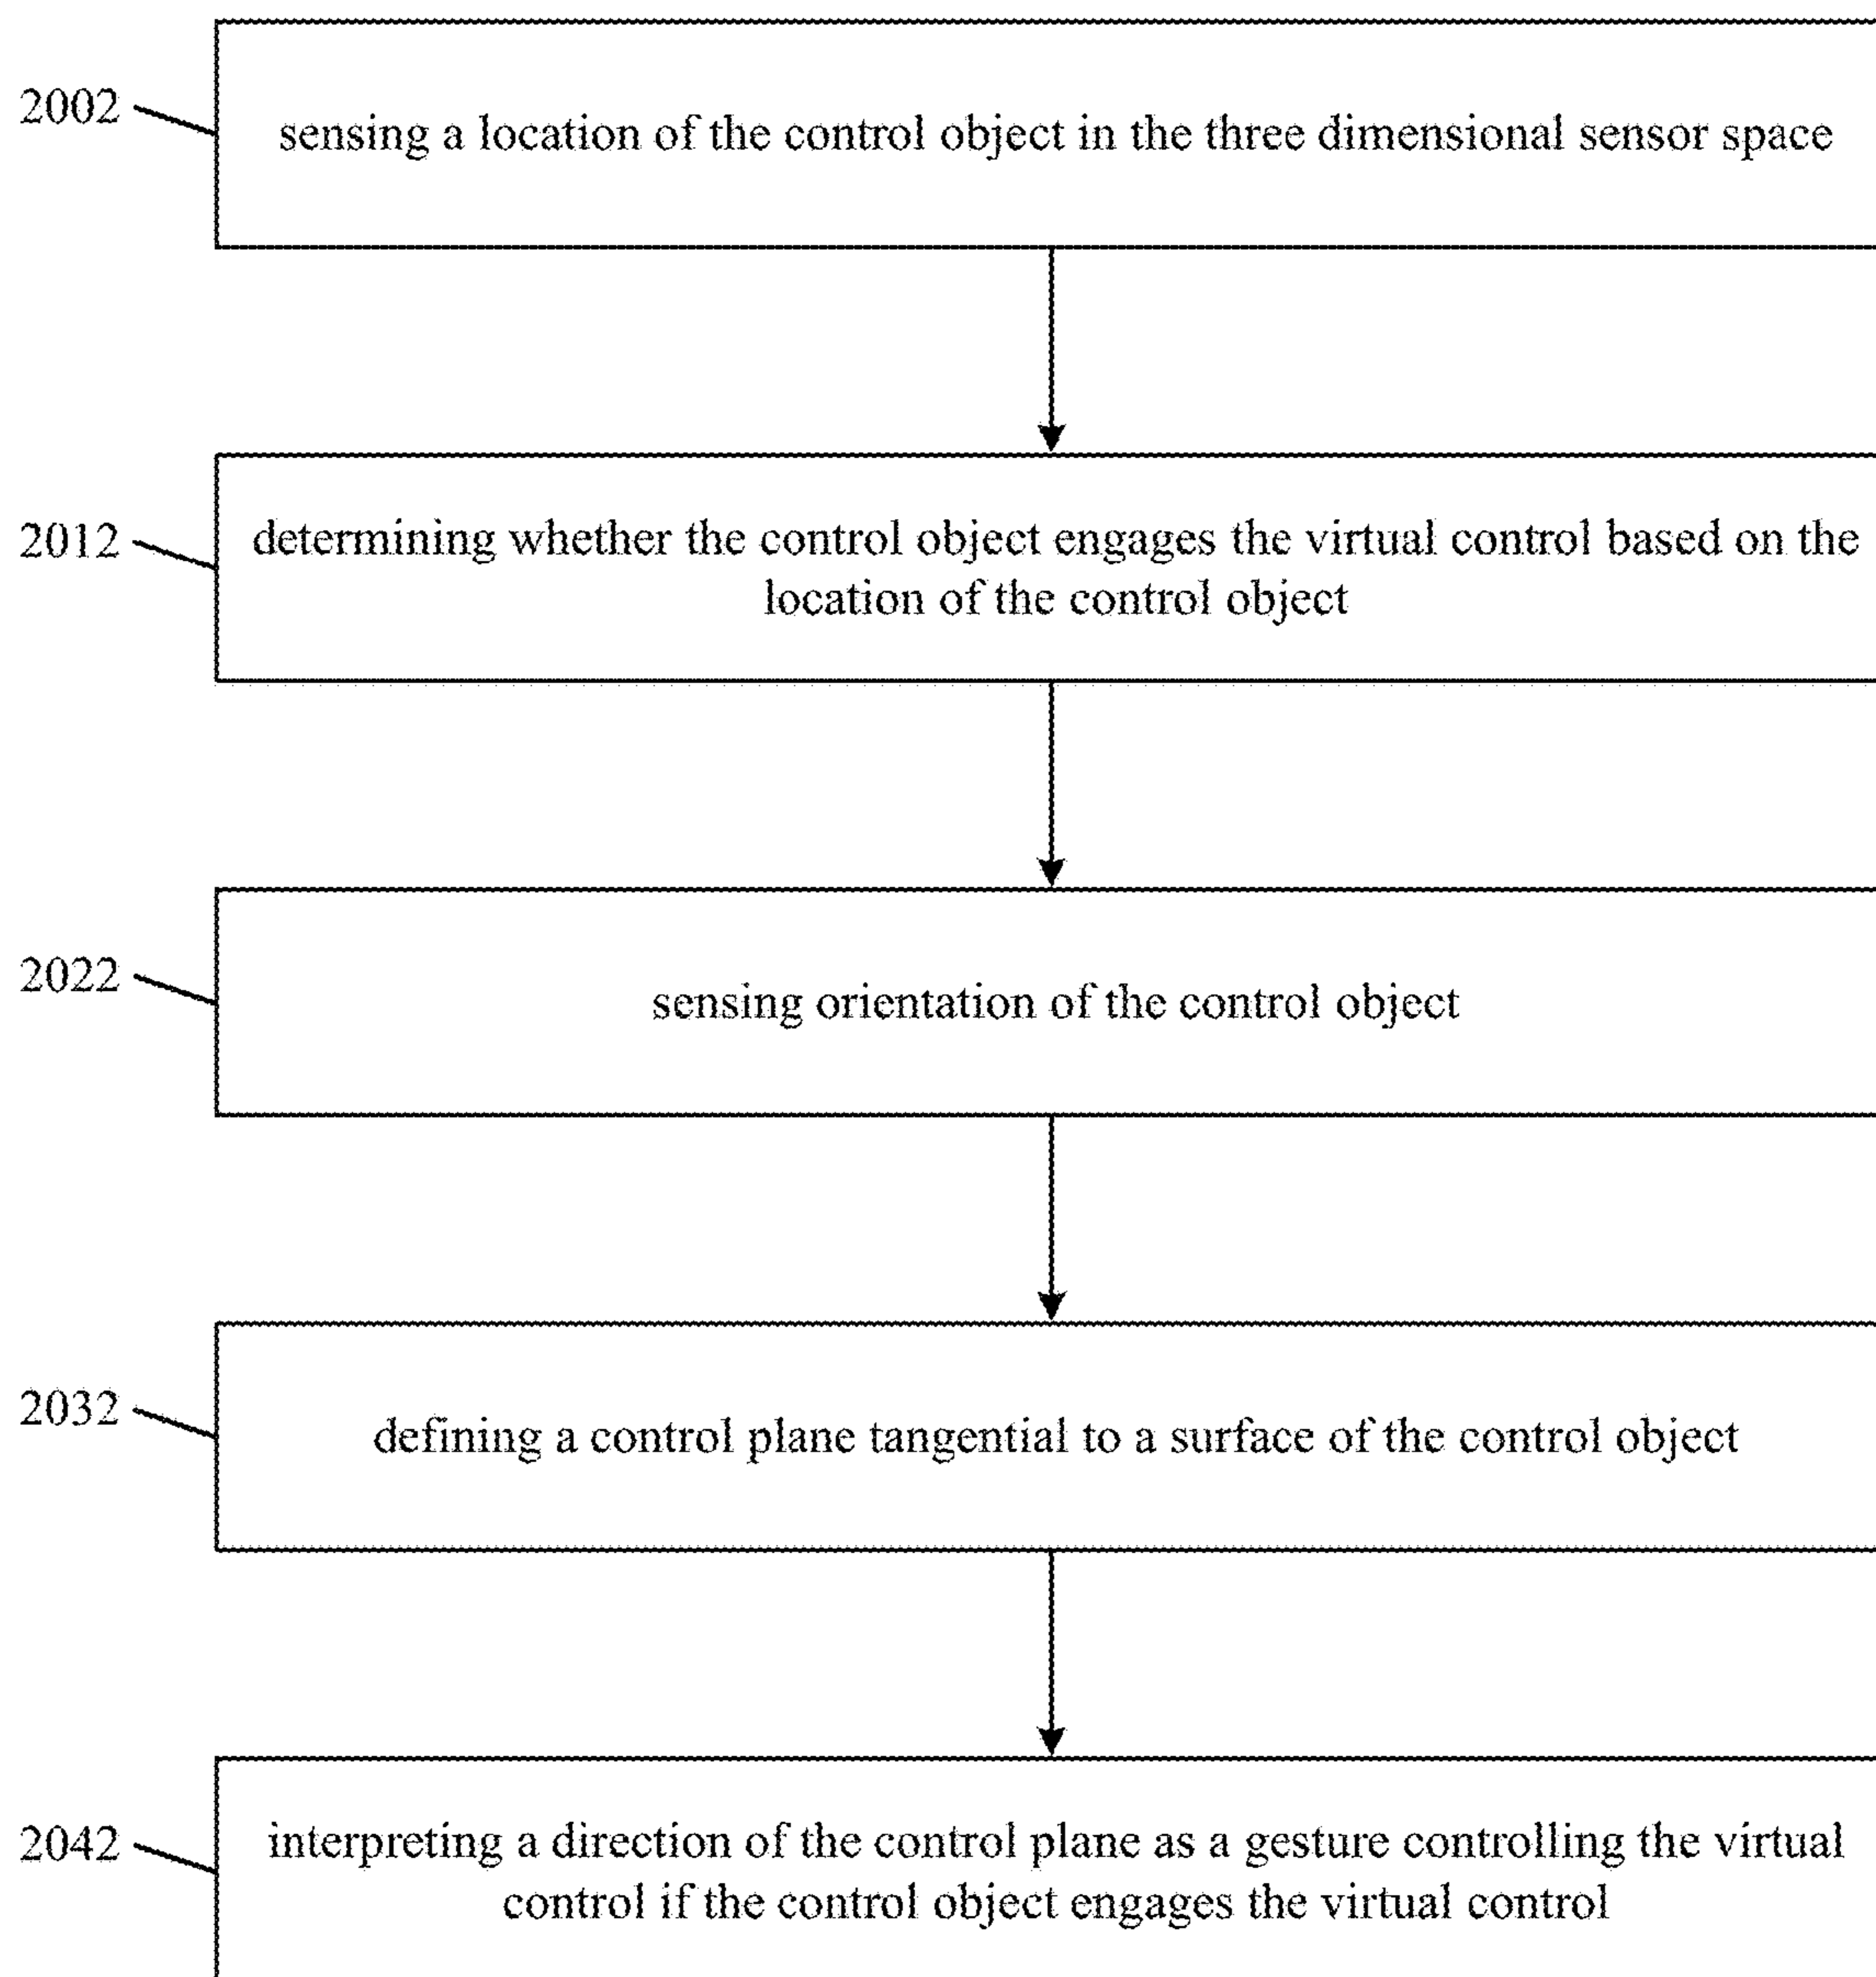 2002
sensing a location of the control object in the three dimensional sensor space
2012
determining whether the control object engages the virtual control based on the
location of the control object
2022
sensing orientation of the control object
2032
defining a control plane tangential to a surface of the control object
2042
interpreting a direction of the control plane as a gesture controlling the virtual
control if the control object engages the virtual control